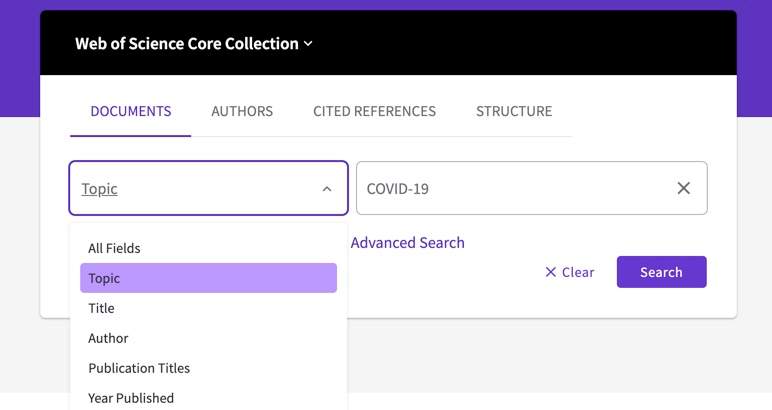 Web of Science Core Collection
DOCUMENTS AUTHORS CITED REFERENCES STRUCTURE
Topic COVID-19
Advanced Search
Clear Search
All Fields
Topic
Title
Author
Publication Titles
Year Published